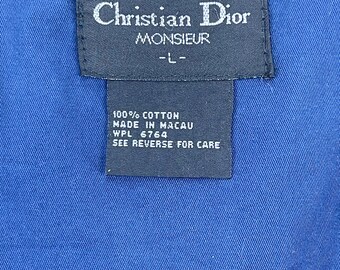 Christian Dior
MONSIEUR
-L-
100% COTTON
MADE IN MACAU
WPL 6764
SEE REVERSE FOR CARE